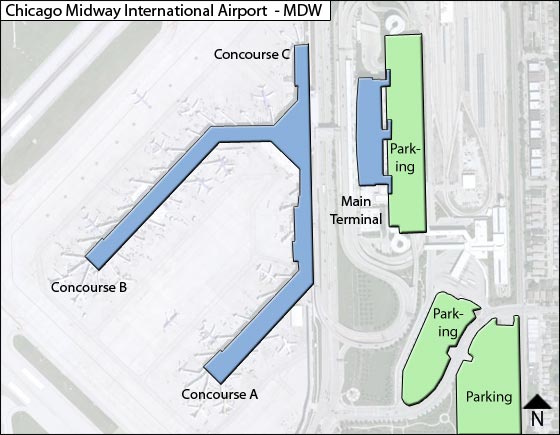 Chicago Midway International Airport - MDW
Concourse C
Park-
ing
Main
Terminal
Concourse B
Park-
ing
Concourse A
Parking
N